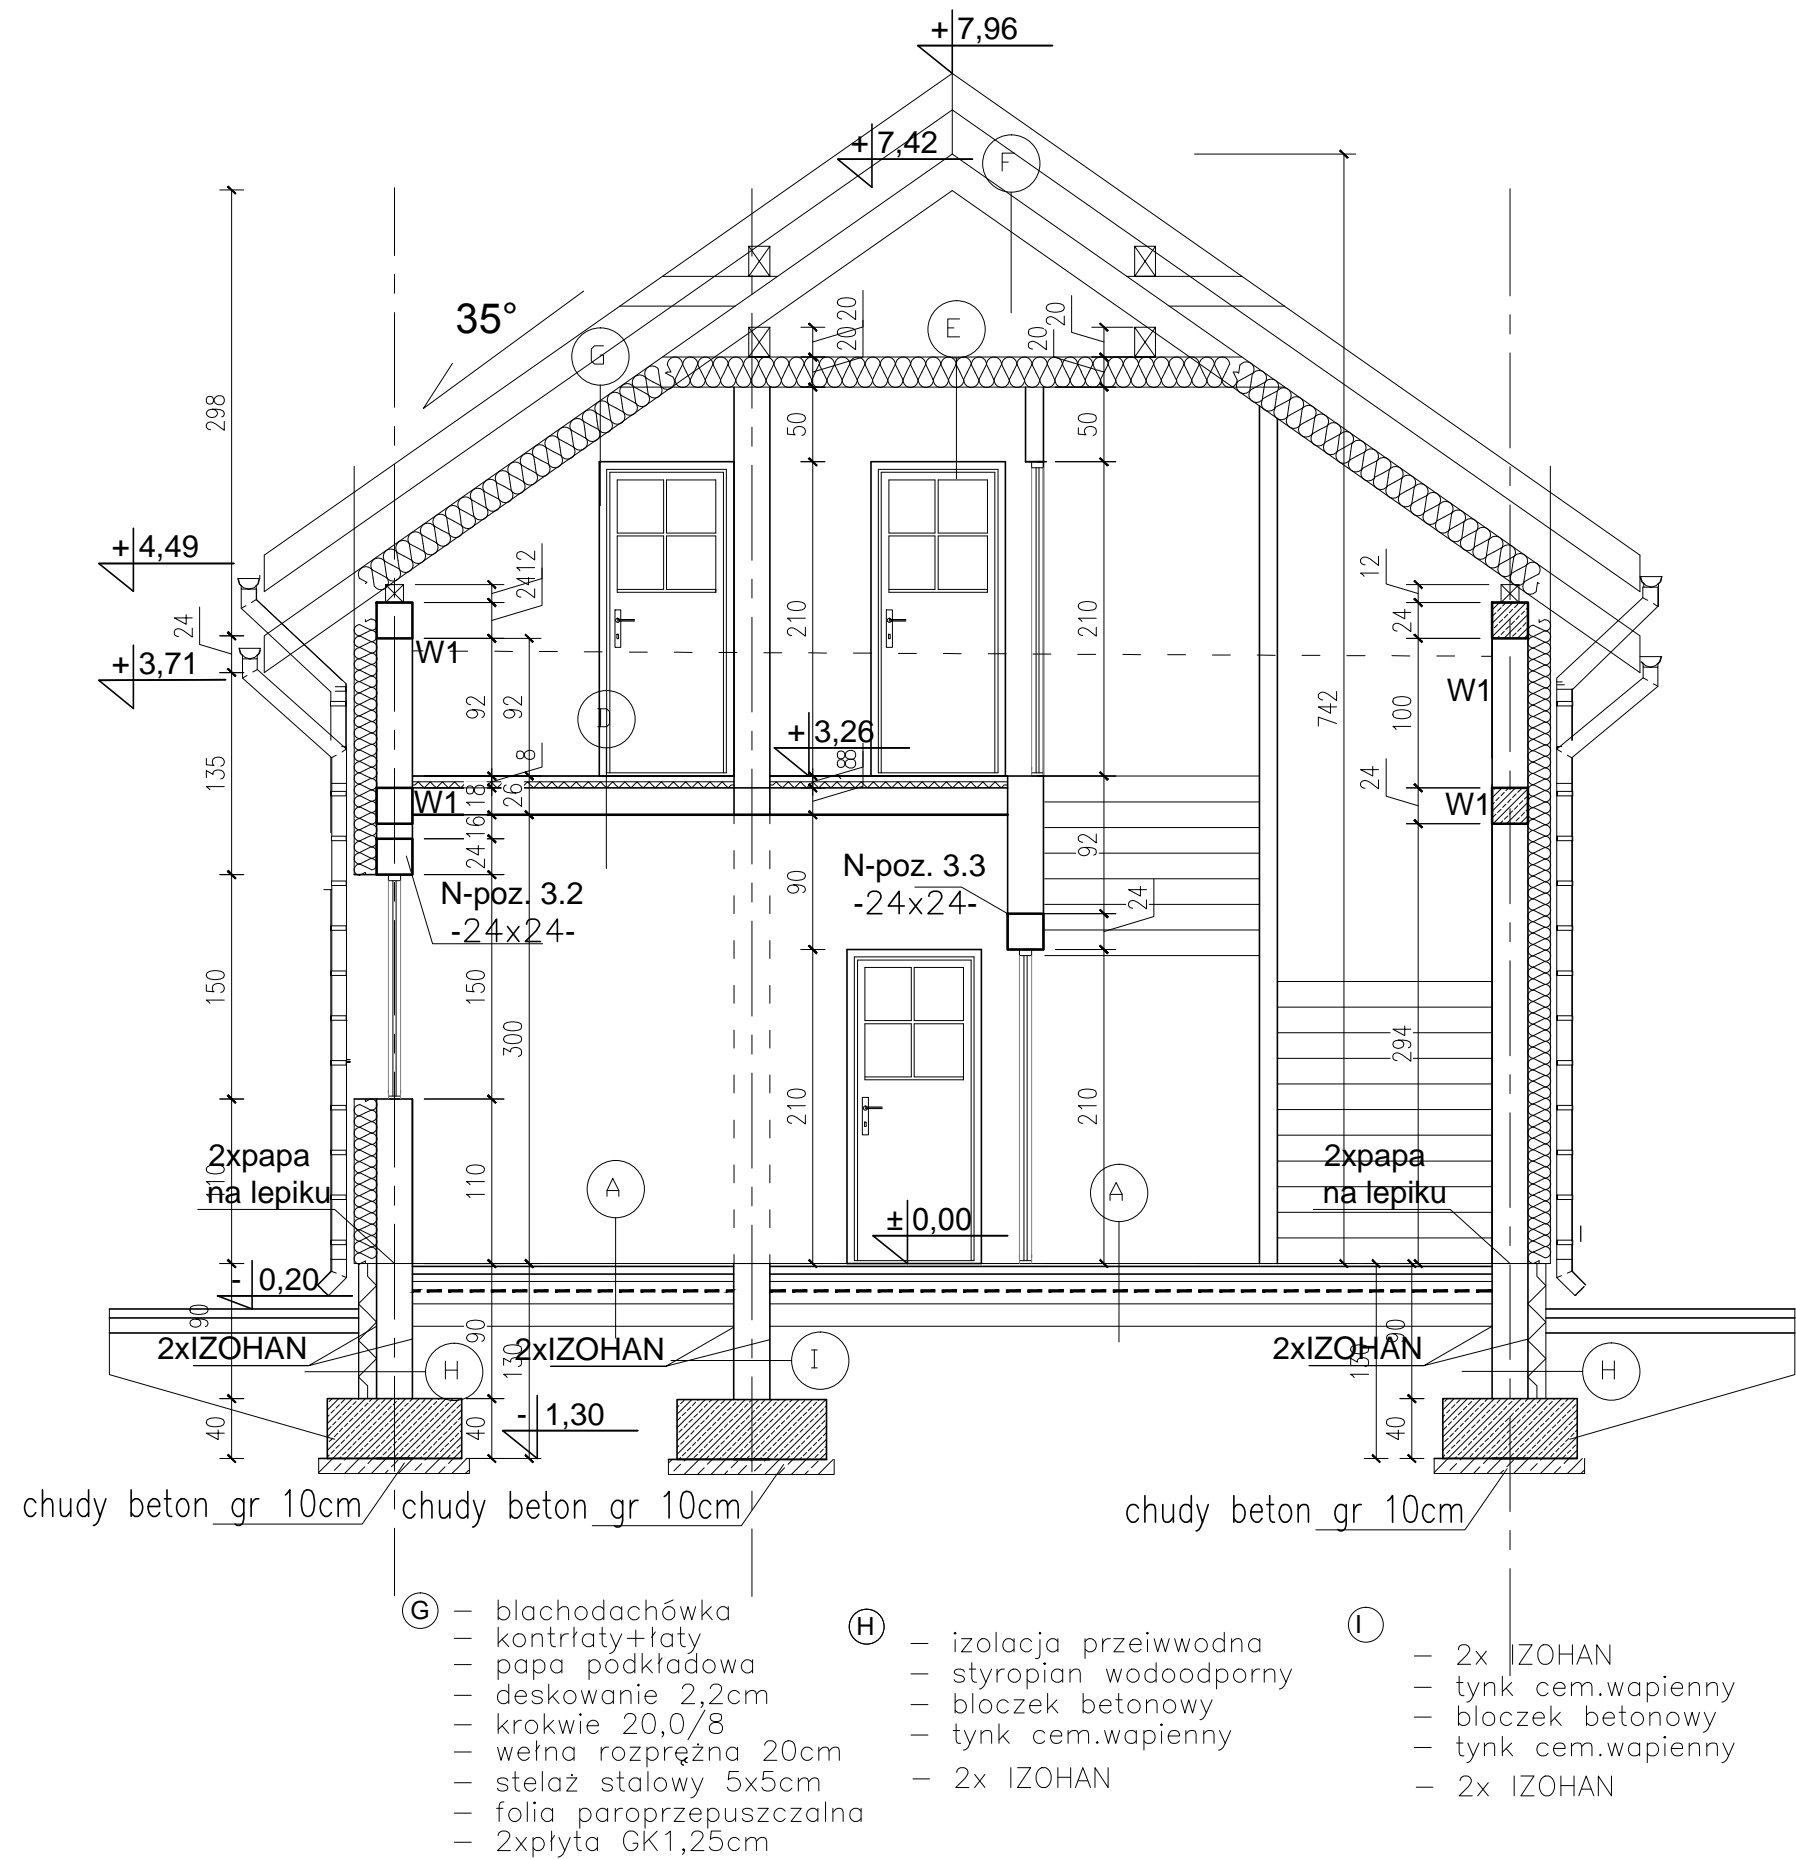 +7,96
+7,42
F
35°
G
E
20
20
20
20
298
50
50
+4,49
+3,71
24
12
24
12
24
210
210
W1
W1
92
92
D
+3,26
742
100
8
88
135
W1
18
26
16
24
24
W1
92
N-poz. 3.2
-24x24-
90
N-poz. 3.3
-24x24-
24
150
150
300
294
210
210
2xpapa
na lepiku
110
110
A
A
2xpapa
na lepiku
±0,00
-0,20
90
2xIZOHAN
H
90
130
2xIZOHAN
I
2xIZOHAN
130
90
H
40
40
-1,30
40
chudy beton gr 10cm
chudy beton gr 10cm
chudy beton gr 10cm
G
– blachodachówka
– kontrłaty+łaty
– papa podkładowa
– deskowanie 2,2cm
– krokwie 20,0/8
– wełna rozprężna 20cm
– stelaż stalowy 5x5cm
– folia paroprzepuszczalna
– 2xpłyta GK1,25cm
H
– izolacja przeiwwodna
– styropian wodoodporny
– bloczek betonowy
– tynk cem.wapienny
– 2x IZOHAN
I
– 2x IZOHAN
– tynk cem.wapienny
– bloczek betonowy
– tynk cem.wapienny
– 2x IZOHAN